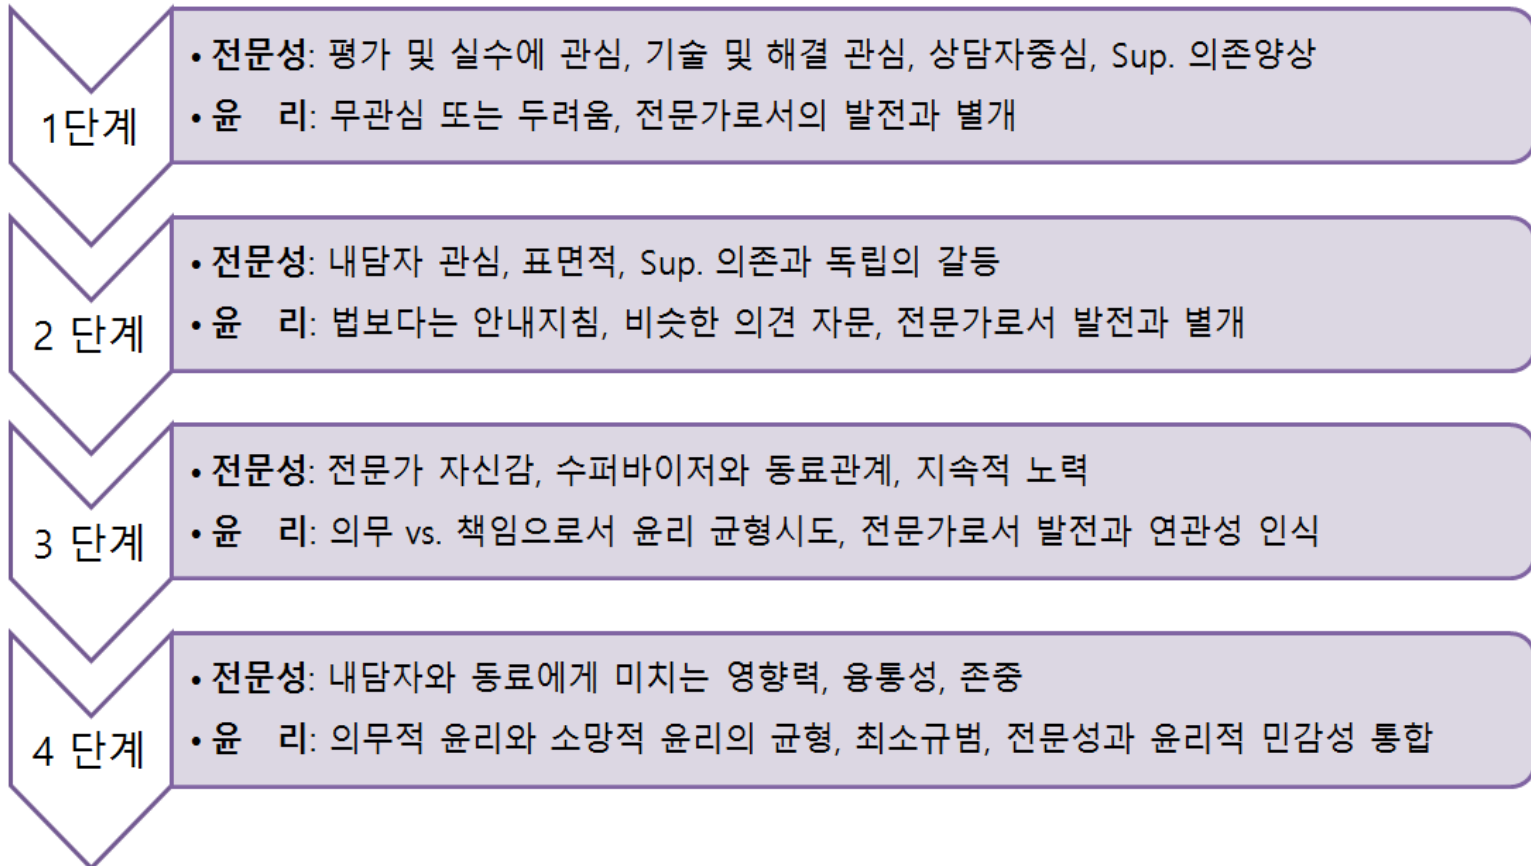 1단계
• 전문성: 평가 및 실수에 관심, 기술 및 해결 관심, 상담자중심, Sup. 의존양상
• 윤 리: 무관심 또는 두려움, 전문가로서의 발전과 별개
2 단계
• 전문성: 내담자 관심, 표면적, Sup. 의존과 독립의 갈등
• 윤 리: 법보다는 안내지침, 비슷한 의견 자문, 전문가로서 발전과 별개
3 단계
• 전문성: 전문가 자신감, 수퍼바이저와 동료관계, 지속적 노력
• 윤 리: 의무 vs. 책임으로서 윤리 균형시도, 전문가로서 발전과 연관성 인식
4 단계
• 전문성: 내담자와 동료에게 미치는 영향력, 융통성, 존중
• 윤 리: 의무적 윤리와 소망적 윤리의 균형, 최소규범, 전문성과 윤리적 민감성 통합